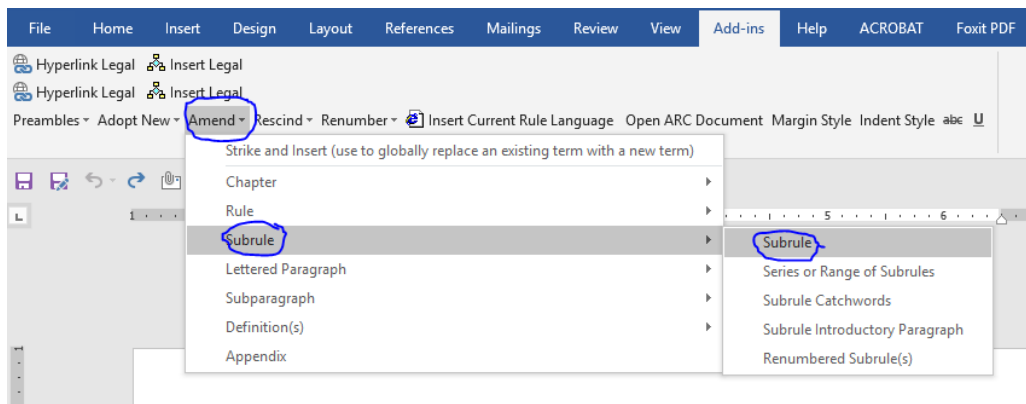 File Home Insert Design Layout References Mailings Review View Add-ins Help ACROBAT Foxit PDF
Hyperlink Legal Insert Legal
Hyperlink Legal Insert Legal
Preambles Adopt New Amend Rescind Renumber Insert Current Rule Language Open ARC Document Margin Style Indent Style abc U
Strike and Insert (use to globally replace an existing term with a new term)
Chapter
Rule
1 5 6
Subrule
Subrule
Lettered Paragraph
Series or Range of Subrules
Subparagraph
Subrule Catchwords
Definition(s)
Subrule Introductory Paragraph
Appendix
Renumbered Subrule(s)
1